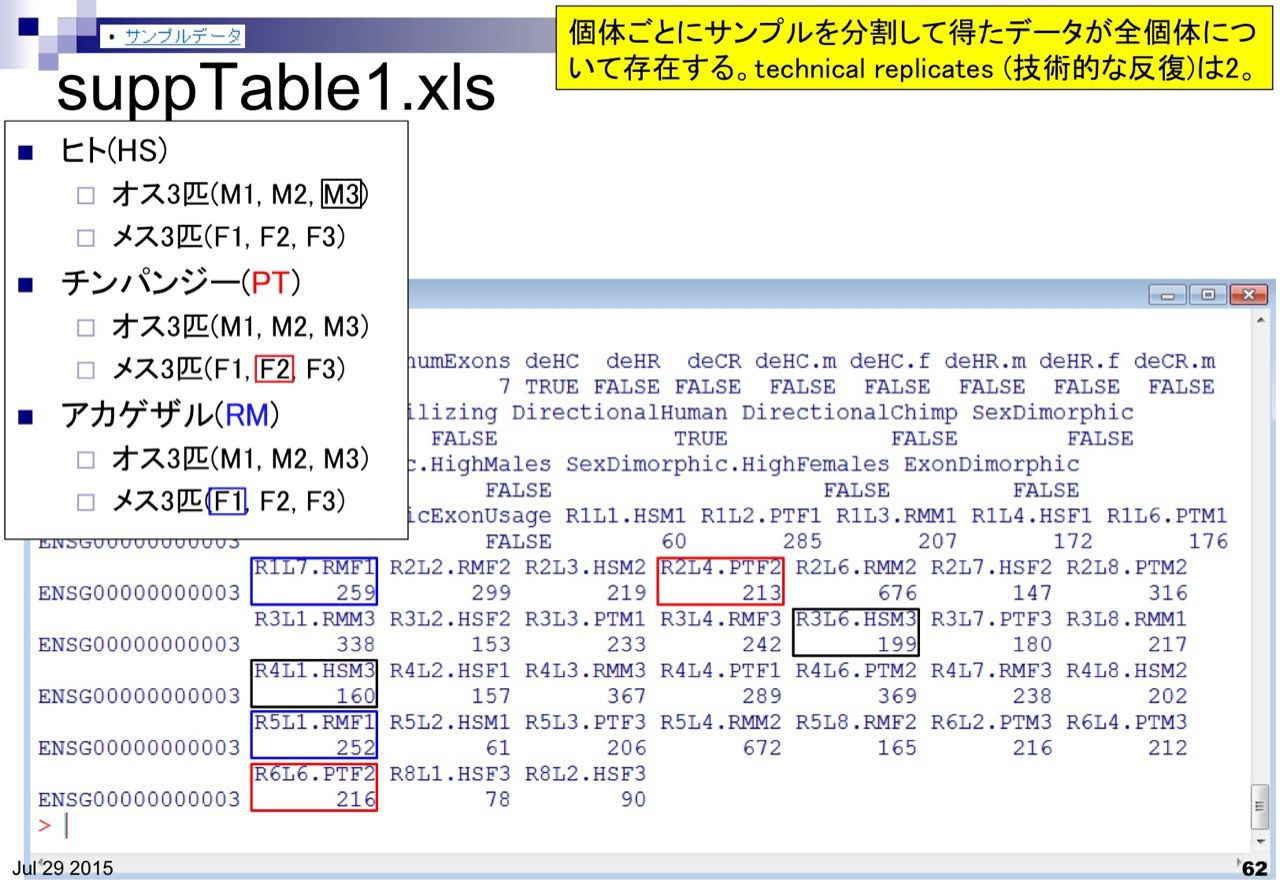 • サンプルデータ
個体ごとにサンプルを分割して得たデータが全個体につ
いて存在する。technical replicates (技術的な反復)は2。
suppTable1.xls
ヒト(HS)
オス3匹(M1, M2, M3)
メス3匹(F1, F2, F3)
チンパンジー(PT)
オス3匹(M1, M2, M3)
メス3匹(F1, F2, F3)
アカゲザル(RM)
オス3匹(M1, M2, M3)
メス3匹(F1, F2, F3)
numExons deHC deHR deCR deHC.m deHC.f deHR.m deHR.f deCR.m
7 TRUE FALSE FALSE FALSE FALSE FALSE FALSE FALSE
ilizing DirectionalHuman DirectionalChimp SexDimorphic
FALSE TRUE FALSE FALSE
c.HighMales SexDimorphic.HighFemales ExonDimorphic
FALSE FALSE FALSE
icExonUsage R1L1.HSM1 R1L2.PTF1 R1L3.RMM1 R1L4.HSF1 R1L6.PTM1
ENSG00000000003 FALSE 60 285 207 172 176
R1L7.RMF1 R2L2.RMF2 R2L3.HSM2 R2L4.PTF2 R2L6.RMM2 R2L7.HSF2 R2L8.PTM2
ENSG00000000003 259 299 219 213 676 147 316
R3L1.RMM3 R3L2.HSF2 R3L3.PTM1 R3L4.RMF3 R3L6.HSM3 R3L7.PTF3 R3L8.RMM1
ENSG00000000003 338 153 233 242 199 180 217
R4L1.HSM3 R4L2.HSF1 R4L3.RMM3 R4L4.PTF1 R4L6.PTM2 R4L7.RMF3 R4L8.HSM2
ENSG00000000003 160 157 367 289 369 238 202
R5L1.RMF1 R5L2.HSM1 R5L3.PTF3 R5L4.RMM2 R5L8.RMF2 R6L2.PTM3 R6L4.PTM3
ENSG00000000003 252 61 206 672 165 216 212
R6L6.PTF2 R8L1.HSF3 R8L2.HSF3
ENSG00000000003 216 78 90
>
Jul 29 2015
62